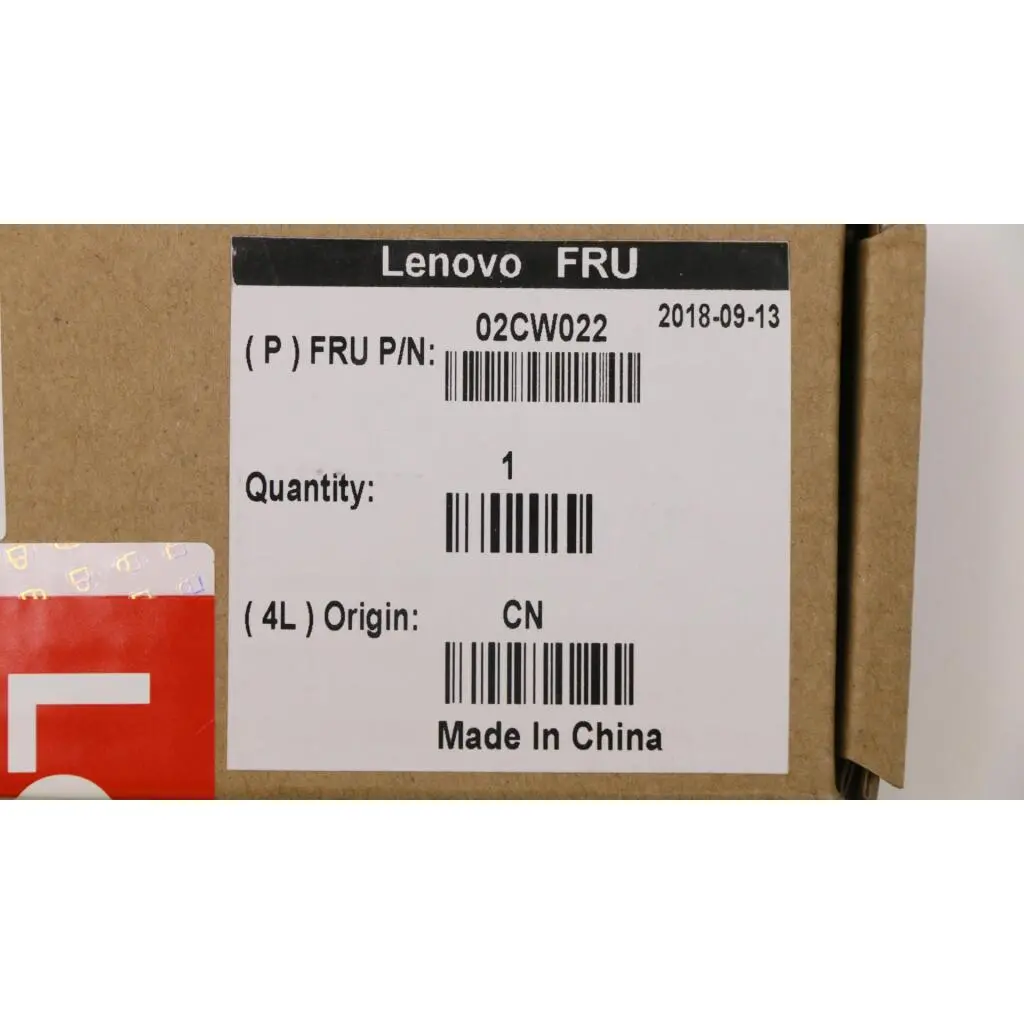 Lenovo FRU
2018-09-13
02CW022
( P ) FRU P/N:
1
Quantity:
( 4L ) Origin: CN
Made In China
L